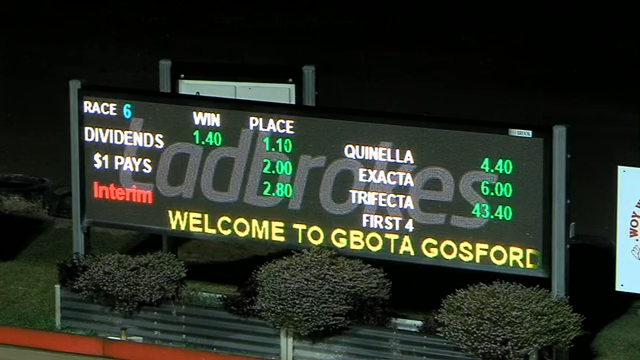 RACE 6
WIN PLACE
DIVIDENDS 1.40 1.10
$1 PAYS 2.00
Interim 2.80
QUINELLA 4.40
EXACTA 6.00
TRIFECTA 43.40
FIRST 4
Ladbrokes
WELCOME TO GBOTA GOSFORD